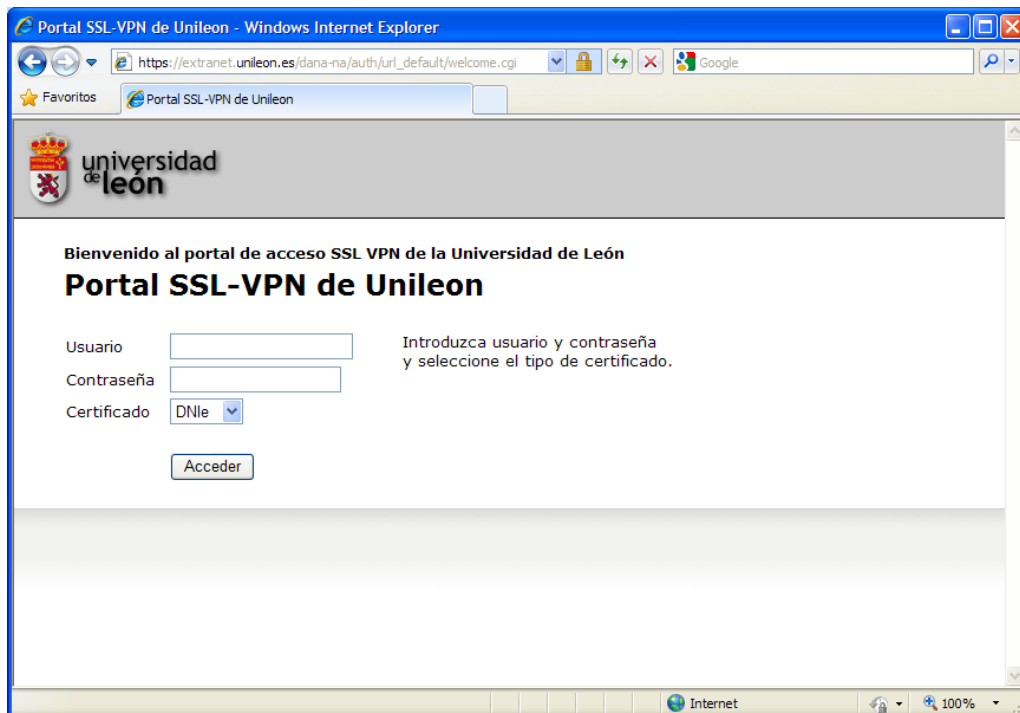 Portal SSL-VPN de Unileon - Windows Internet Explorer
https://extranet.unileon.es/dana-na/auth/url_default/welcome.cgi
Google
Favoritos
Portal SSL-VPN de Unileon
universidad
de león
Bienvenido al portal de acceso SSL VPN de la Universidad de León
Portal SSL-VPN de Unileon
Usuario
Introduzca usuario y contraseña
y seleccione el tipo de certificado.
Contraseña
Certificado
DNIe
Acceder
Internet
100%